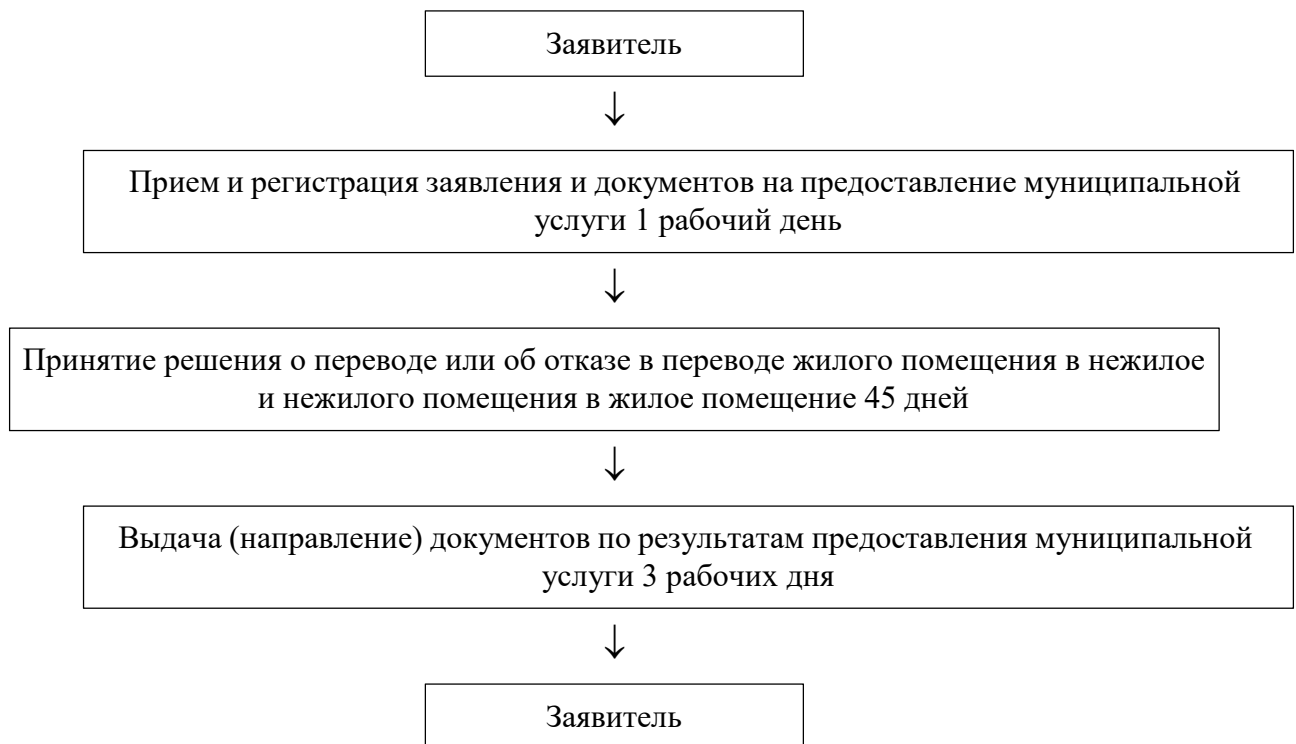 Заявитель
Прием и регистрация заявления и документов на предоставление муниципальной
услуги 1 рабочий день
Принятие решения о переводе или об отказе в переводе жилого помещения в нежилое
и нежилого помещения в жилое помещение 45 дней
Выдача (направление) документов по результатам предоставления муниципальной
услуги 3 рабочих дня
Заявитель